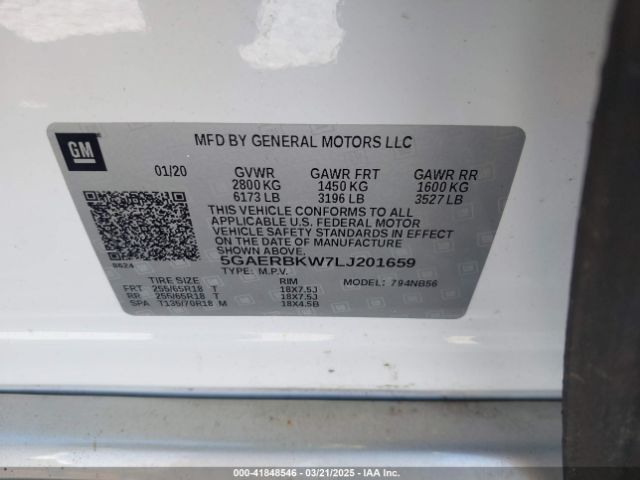 GM
MFD BY GENERAL MOTORS LLC
01/20 GVWR GAWR FRT GAWR RR
2800 KG 1450 KG 1600 KG
6173 LB 3196 LB 3527 LB
THIS VEHICLE CONFORMS TO ALL
APPLICABLE U.S. FEDERAL MOTOR
VEHICLE SAFETY STANDARDS IN EFFECT
ON THE DATE OF MANUFACTURE
SHOWN ABOVE.
8624 5GAERBKW7LJ201659
TYPE: M.P.V.
TIRE SIZE RIM MODEL: 794NB56
FRT 255/65R18 T 18X7.5J
RR 255/65R18 T 18X7.5J
SPA T135/70R18 M 18X4.5B
000-41848546 — 03/21/2025 — IAA, Inc.